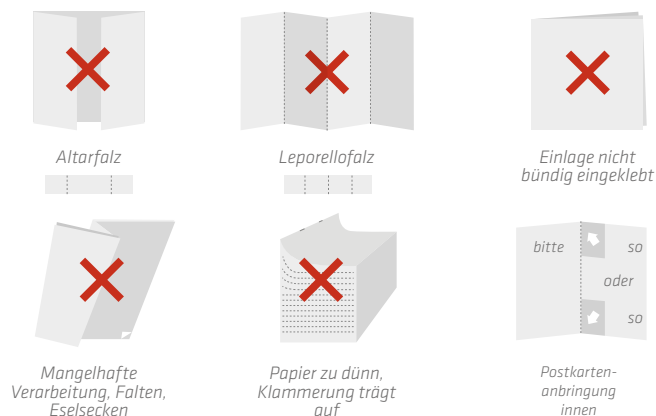 Altarfalz
Leporellofalz
Einlage nicht
bündig eingeklebt
bitte
so
oder
so
Mangelhafte
Verarbeitung, Falten,
Eselsecken
Papier zu dünn,
Klammerung trägt
auf
Postkarten-
anbringung
innen